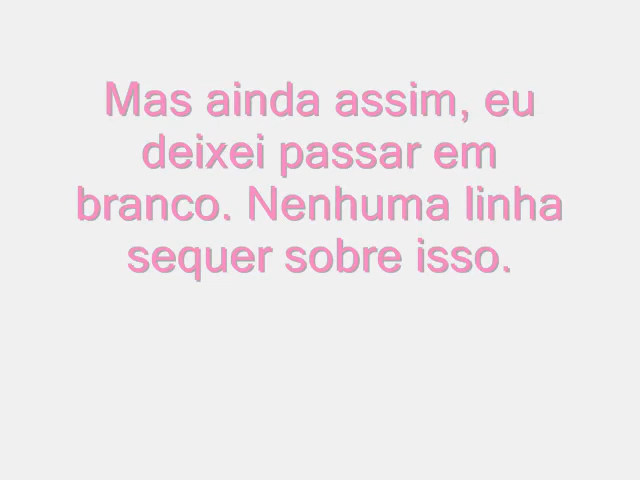 Mas ainda assim, eu
deixei passar em
branco. Nenhuma linha
sequer sobre isso.